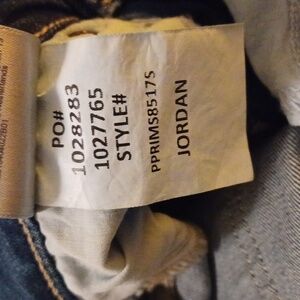 PO#
1028283
1027765
STYLE#
PPRIMS8517S
JORDAN